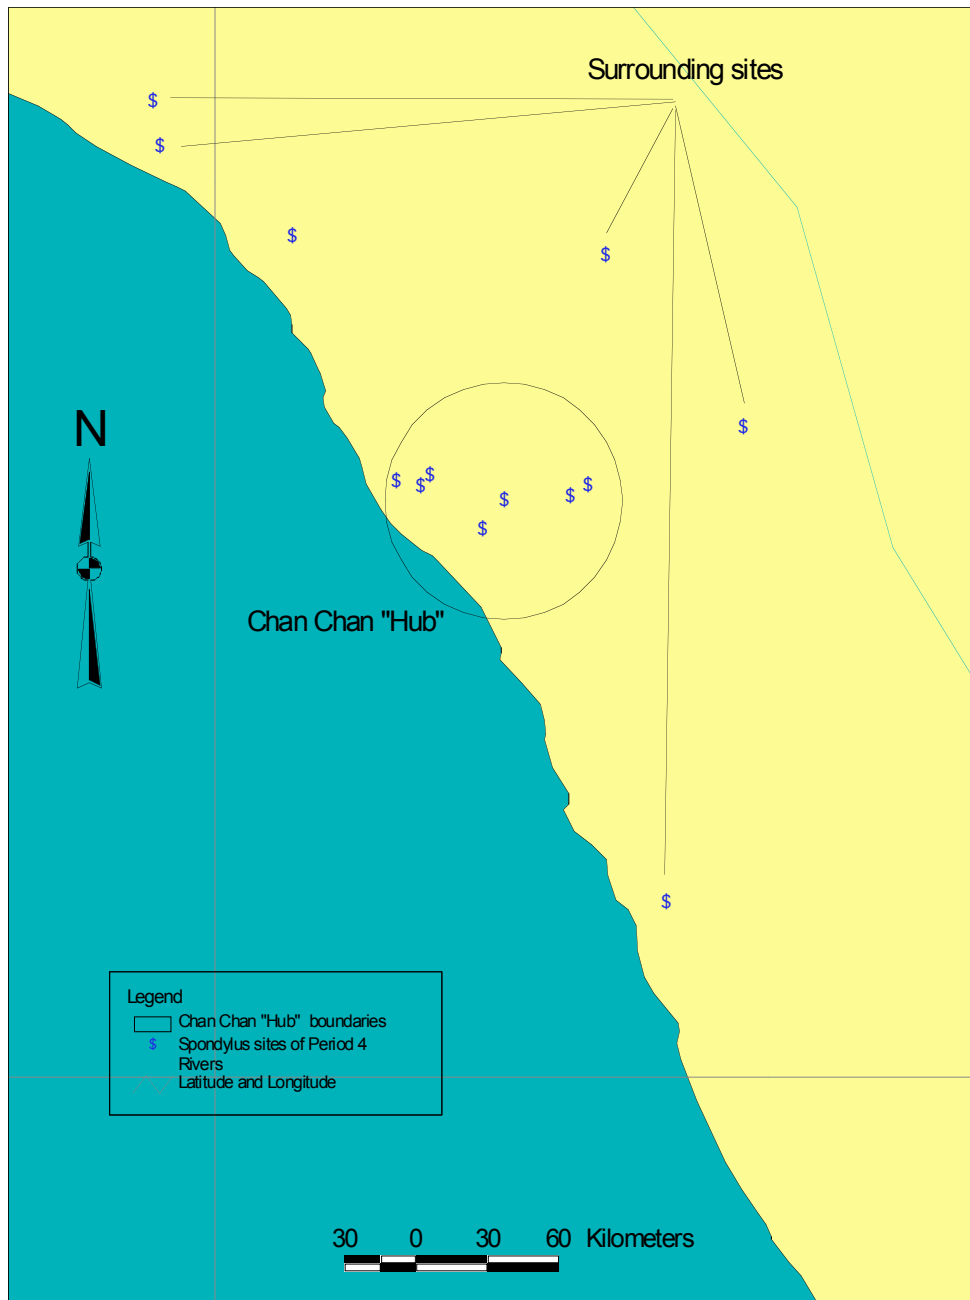 Surrounding sites
$
$
$
$
$
N
$
$
$
$
$
$
$
Chan Chan "Hub"
$
Legend
Chan Chan "Hub" boundaries
$ Spondylus sites of Period 4
Rivers
Latitude and Longitude
30 0 30 60 Kilometers